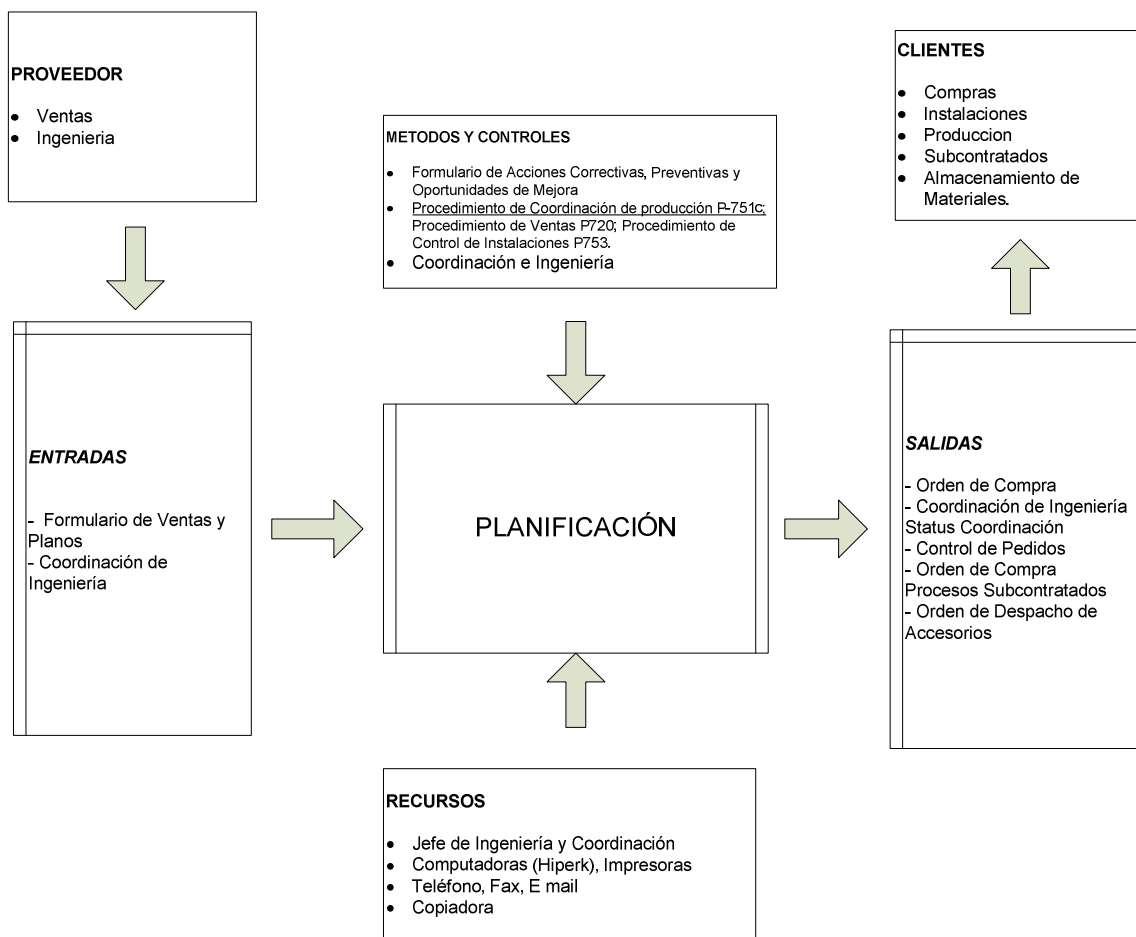 PROVEEDOR
● Ventas
● Ingenieria
METODOS Y CONTROLES
● Formulario de Acciones Correctivas, Preventivas y
Oportunidades de Mejora
● Procedimiento de Coordinación de producción P-751c;
Procedimiento de Ventas P720; Procedimiento de
Control de Instalaciones P753.
● Coordinación e Ingeniería
CLIENTES
● Compras
● Instalaciones
● Produccion
● Subcontratados
● Almacenamiento de
Materiales.
ENTRADAS
- Formulario de Ventas y
Planos
- Coordinación de
Ingeniería
PLANIFICACIÓN
SALIDAS
- Orden de Compra
- Coordinación de Ingeniería
Status Coordinación
- Control de Pedidos
- Orden de Compra
Procesos Subcontratados
- Orden de Despacho de
Accesorios
RECURSOS
● Jefe de Ingeniería y Coordinación
● Computadoras (Hiperk), Impresoras
● Teléfono, Fax, E mail
● Copiadora